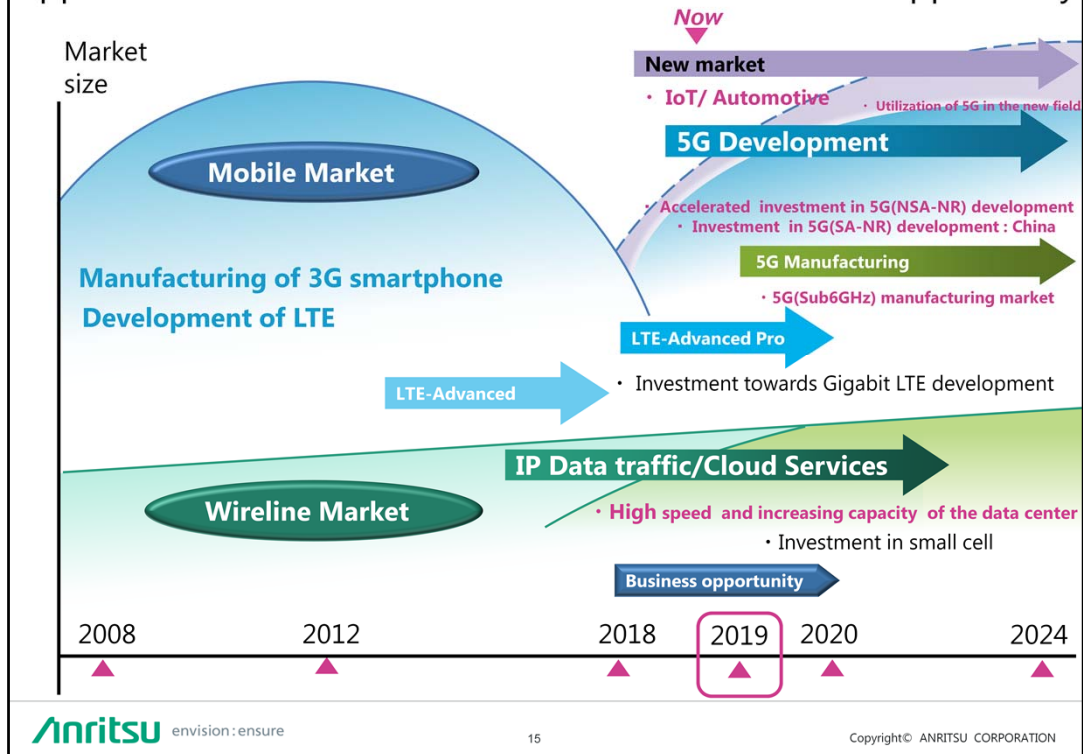 Now
Market
size
New market
・ IoT/ Automotive
・ Utilization of 5G in the new field
5G Development
Mobile Market
・ Accelerated investment in 5G(NSA-NR) development
・ Investment in 5G(SA-NR) development : China
5G Manufacturing
Manufacturing of 3G smartphone
Development of LTE
・5G(Sub6GHz) manufacturing market
LTE-Advanced Pro
・ Investment towards Gigabit LTE development
LTE-Advanced
IP Data traffic/Cloud Services
Wireline Market
・High speed and increasing capacity of the data center
・Investment in small cell
Business opportunity
2008 2012 2018 2019 2020 2024
Anritsu envision : ensure
15
Copyright© ANRITSU CORPORATION